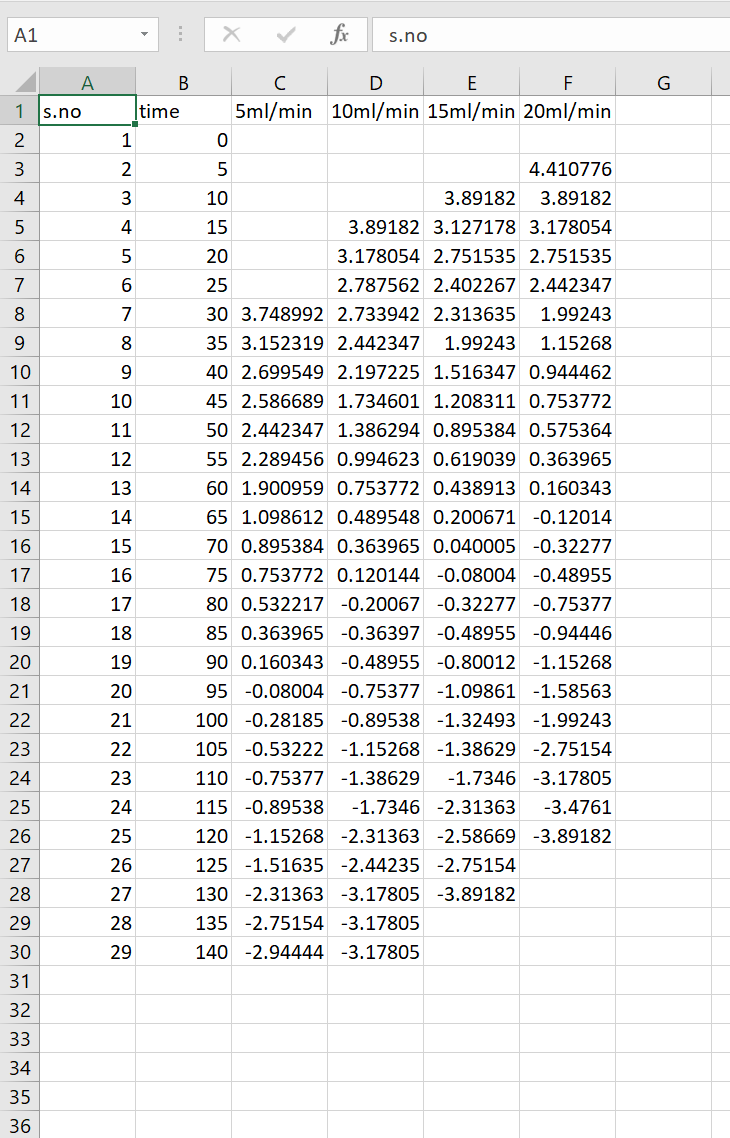 A1 fx s.no
A B C D E F G
1 s.no time 5ml/min 10ml/min 15ml/min 20ml/min
2 1 0
3 2 5 4.410776
4 3 10 3.89182 3.89182
5 4 15 3.89182 3.127178 3.178054
6 5 20 3.178054 2.751535 2.751535
7 6 25 2.787562 2.402267 2.442347
8 7 30 3.748992 2.733942 2.313635 1.99243
9 8 35 3.152319 2.442347 1.99243 1.15268
10 9 40 2.699549 2.197225 1.516347 0.944462
11 10 45 2.586689 1.734601 1.208311 0.753772
12 11 50 2.442347 1.386294 0.895384 0.575364
13 12 55 2.289456 0.994623 0.619039 0.363965
14 13 60 1.900959 0.753772 0.438913 0.160343
15 14 65 1.098612 0.489548 0.200671 -0.12014
16 15 70 0.895384 0.363965 0.040005 -0.32277
17 16 75 0.753772 0.120144 -0.08004 -0.48955
18 17 80 0.532217 -0.20067 -0.32277 -0.75377
19 18 85 0.363965 -0.36397 -0.48955 -0.94446
20 19 90 0.160343 -0.48955 -0.80012 -1.15268
21 20 95 -0.08004 -0.75377 -1.09861 -1.58563
22 21 100 -0.28185 -0.89538 -1.32493 -1.99243
23 22 105 -0.53222 -1.15268 -1.38629 -2.75154
24 23 110 -0.75377 -1.38629 -1.7346 -3.17805
25 24 115 -0.89538 -1.7346 -2.31363 -3.4761
26 25 120 -1.15268 -2.31363 -2.58669 -3.89182
27 26 125 -1.51635 -2.44235 -2.75154
28 27 130 -2.31363 -3.17805 -3.89182
29 28 135 -2.75154 -3.17805
30 29 140 -2.94444 -3.17805
31
32
33
34
35
36